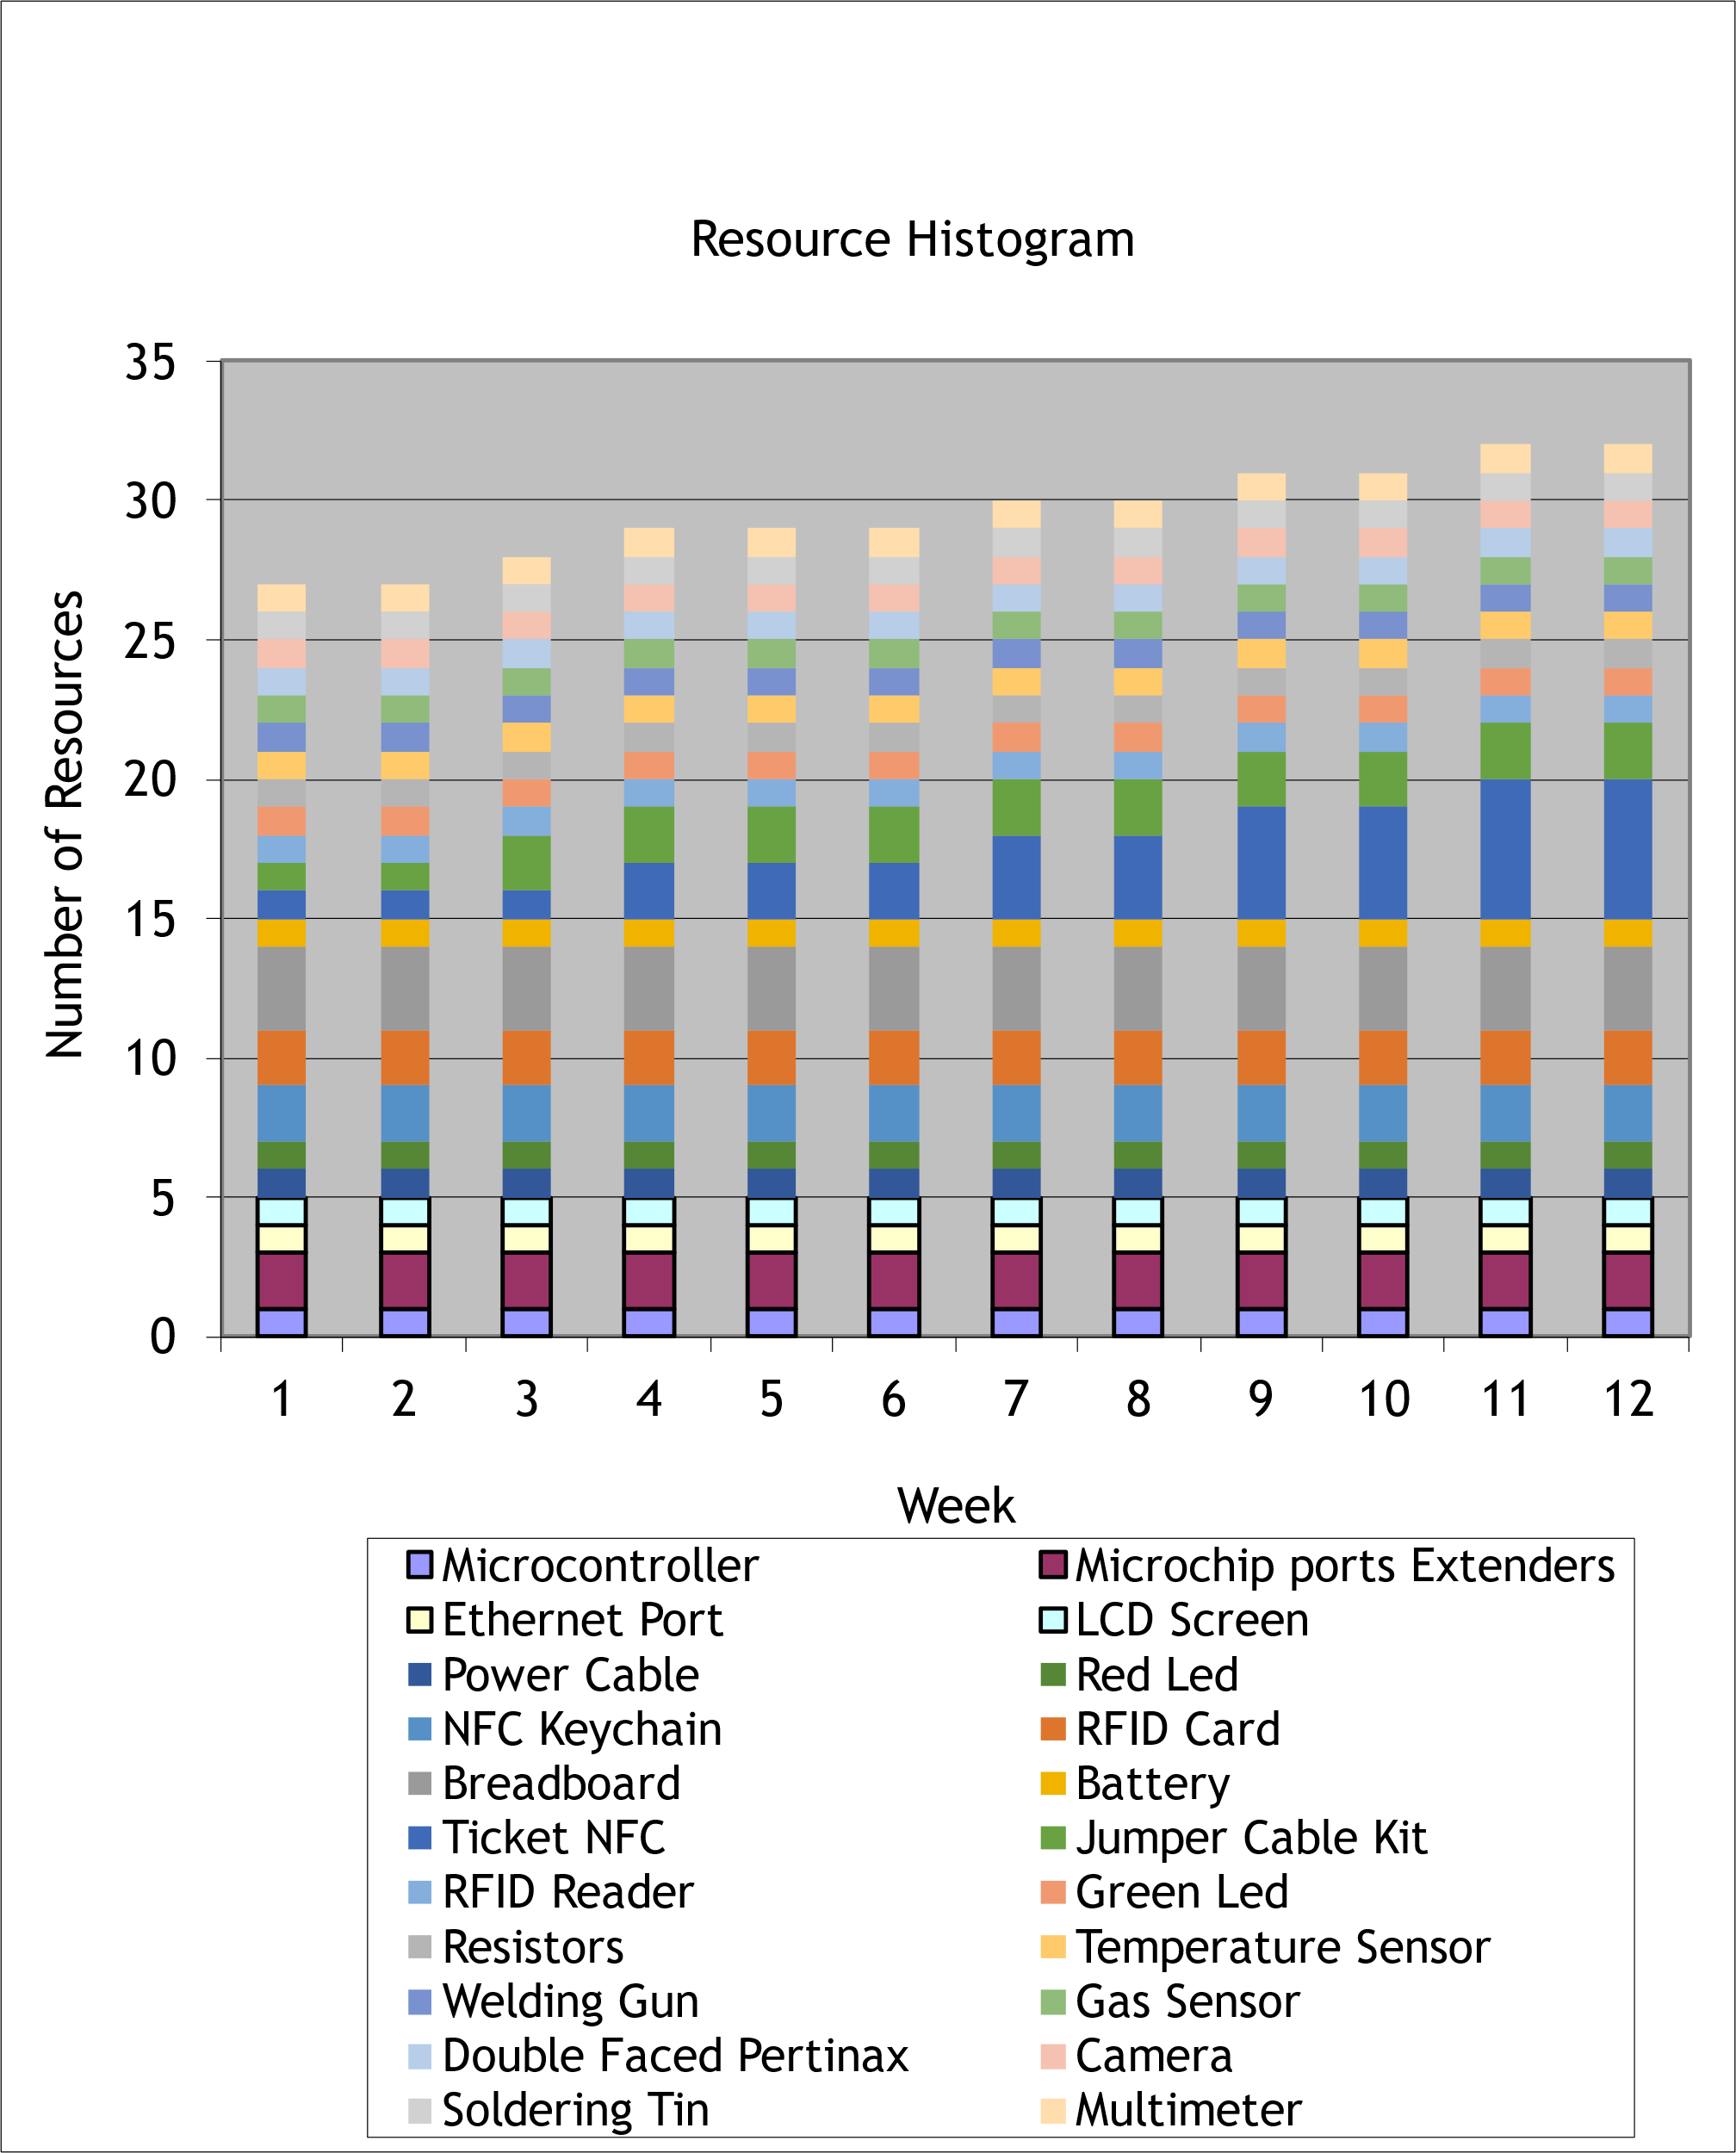 Resource Histogram
35
30
25
20
15
10
5
0
Number of Resources
1 2 3 4 5 6 7 8 9 10 11 12
Week
Microcontroller Microchip ports Extenders
Ethernet Port LCD Screen
Power Cable Red Led
NFC Keychain RFID Card
Breadboard Battery
Ticket NFC Jumper Cable Kit
RFID Reader Green Led
Resistors Temperature Sensor
Welding Gun Gas Sensor
Double Faced Pertinax Camera
Soldering Tin Multimeter